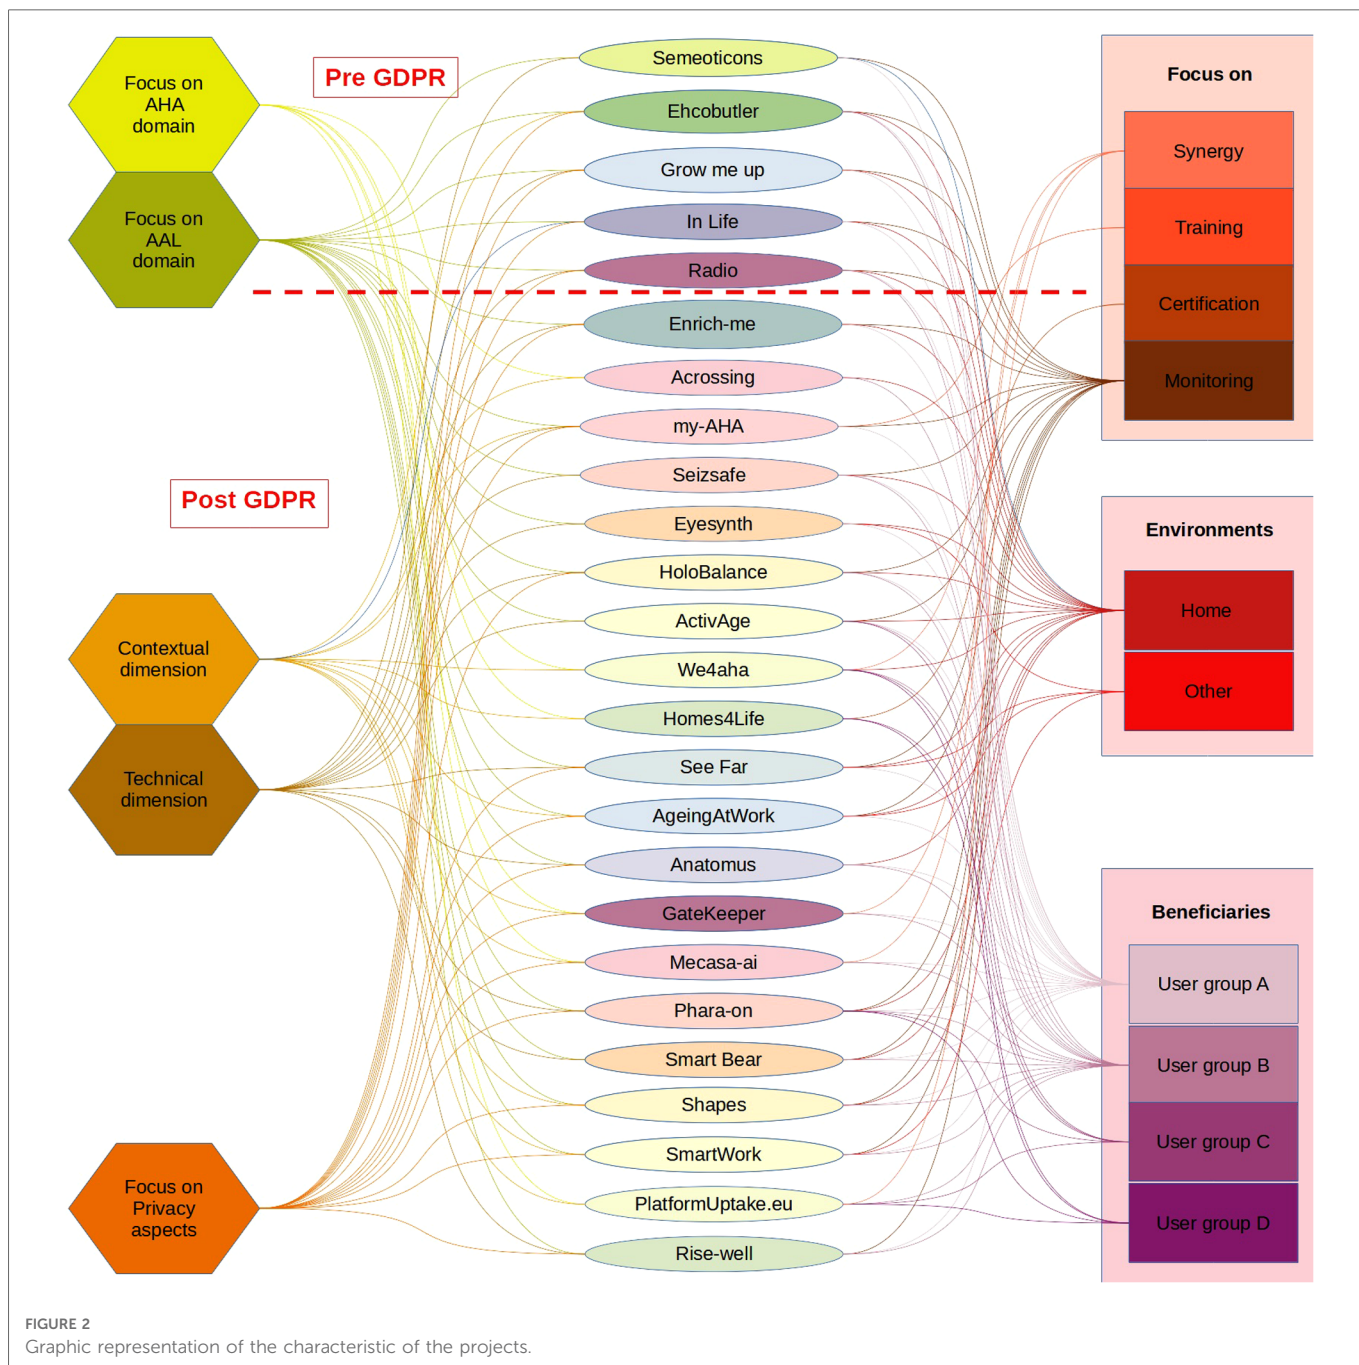 Focus on
AHA
domain
Focus on
AAL
domain
Pre GDPR
Post GDPR
Contextual
dimension
Technical
dimension
Focus on
Privacy
aspects
Semeoticons
Ehcobutler
Grow me up
In Life
Radio
Enrich-me
Acrossing
my-AHA
Seizsafe
Eyesynth
HoloBalance
ActivAge
We4aha
Homes4Life
See Far
AgeingAtWork
Anatomus
GateKeeper
Mecasa-ai
Phara-on
Smart Bear
Shapes
SmartWork
PlatformUptake.eu
Rise-well
Focus on
Synergy
Training
Certification
Monitoring
Environments
Home
Other
Beneficiaries
User group A
User group B
User group C
User group D
FIGURE 2
Graphic representation of the characteristic of the projects.